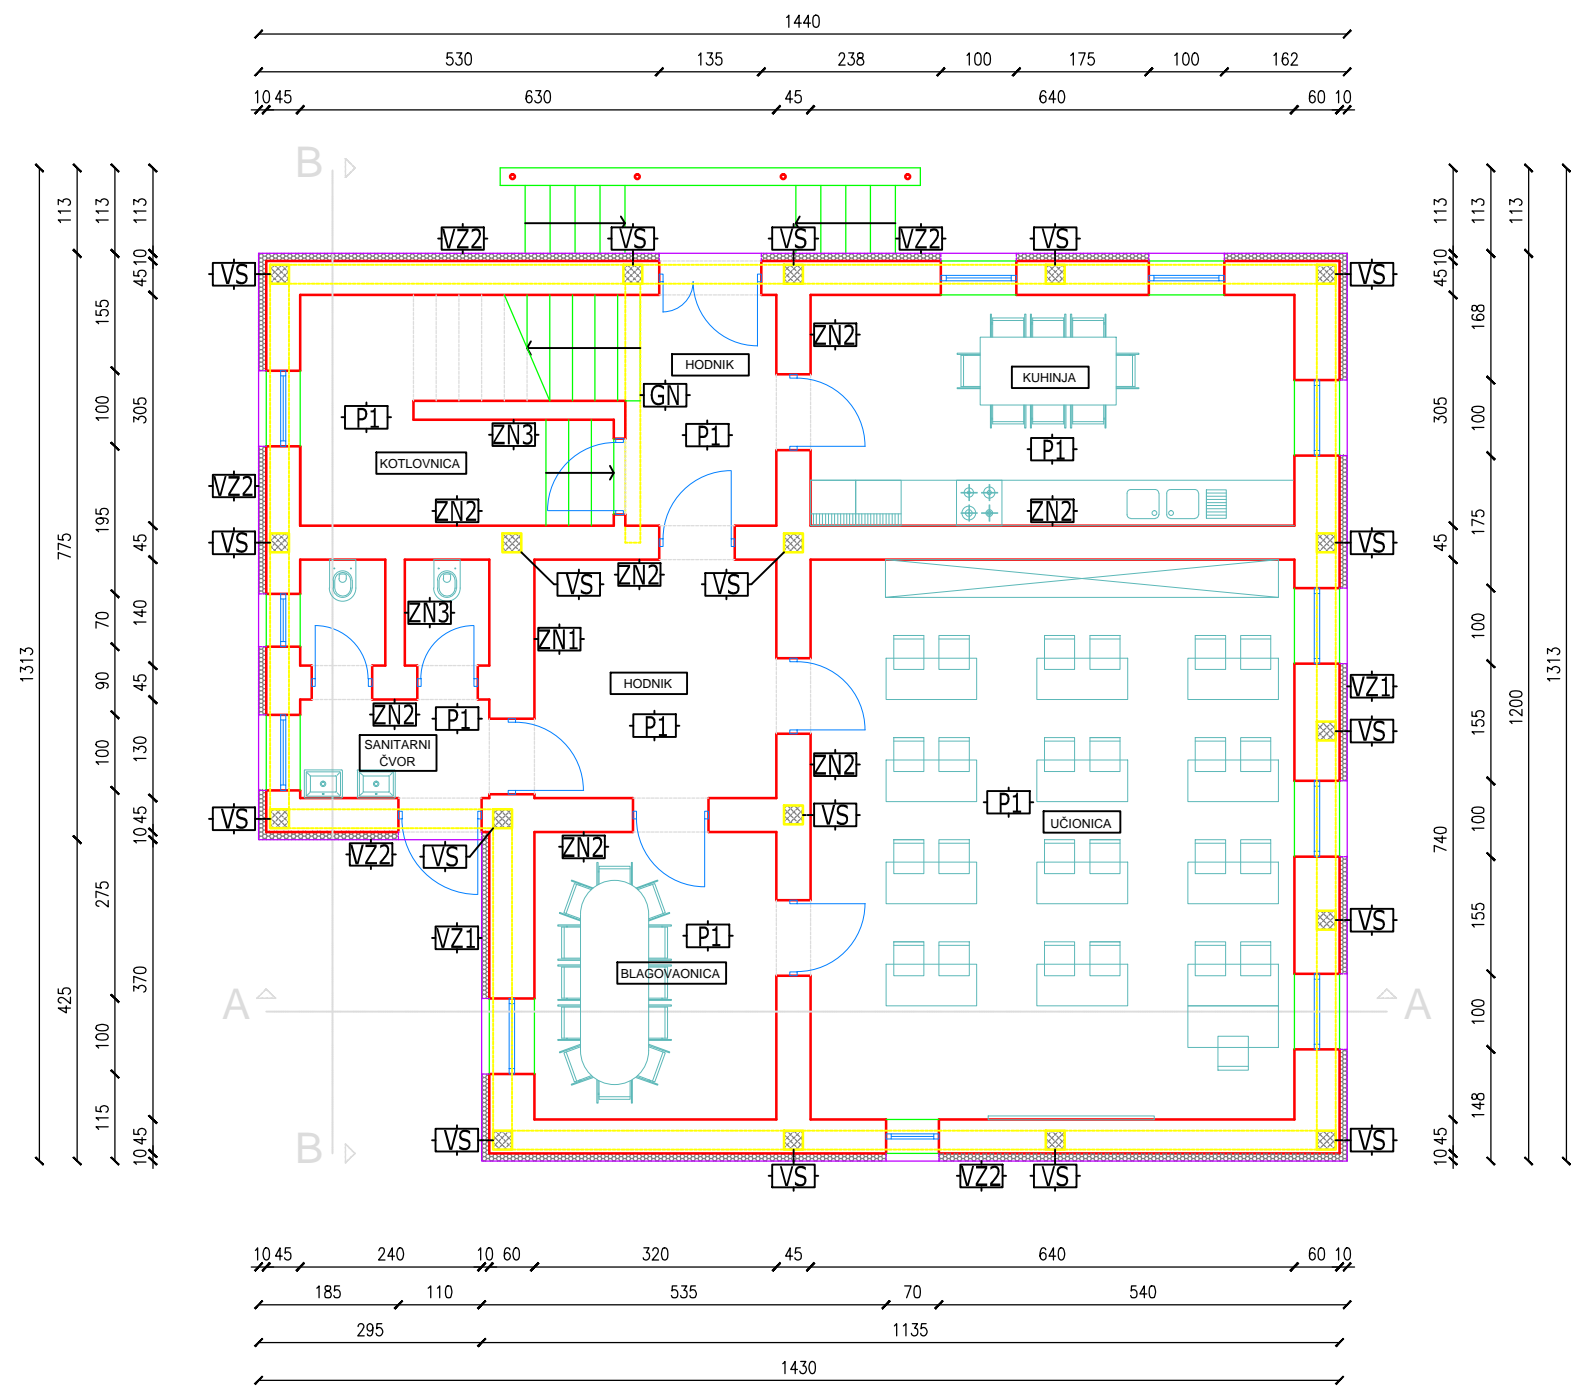 1440
530 135 238 100 175 100 162
10 45 630 45 640 60 10
B
113 113 113 113 113 113
VZ2 VS VS VZ2 VS
VS VS
10 45 155 305 100 195 45
1313 775 70 140 90 45 100 130 45 10
425 275 370 100 115 45 10
HODNIK
ZN2
KUHINJA
GN
P1
ZN3
P1
P1
KOTLOVNICA
VZ2
ZN2
ZN2
VS
VS
VS
ZN2
VS
ZN3
ZN1
HODNIK
P1
ZN2
P1
SANITARNI
ČVOR
VZ1
VS
ZN2
P1
UČIONICA
VS
VS
VZ2
VS
ZN2
VZ1
P1
BLAGOVAONICA
VS
A A
B
VS
VS
VS VZ2 VS
10 45 168 305 100 175 45
100 155 100 740 155 100 148 45 10
1200 1313
10 45 240 10 60 320 45 640 60 10
185 110 535 70 540
295 1135
1430